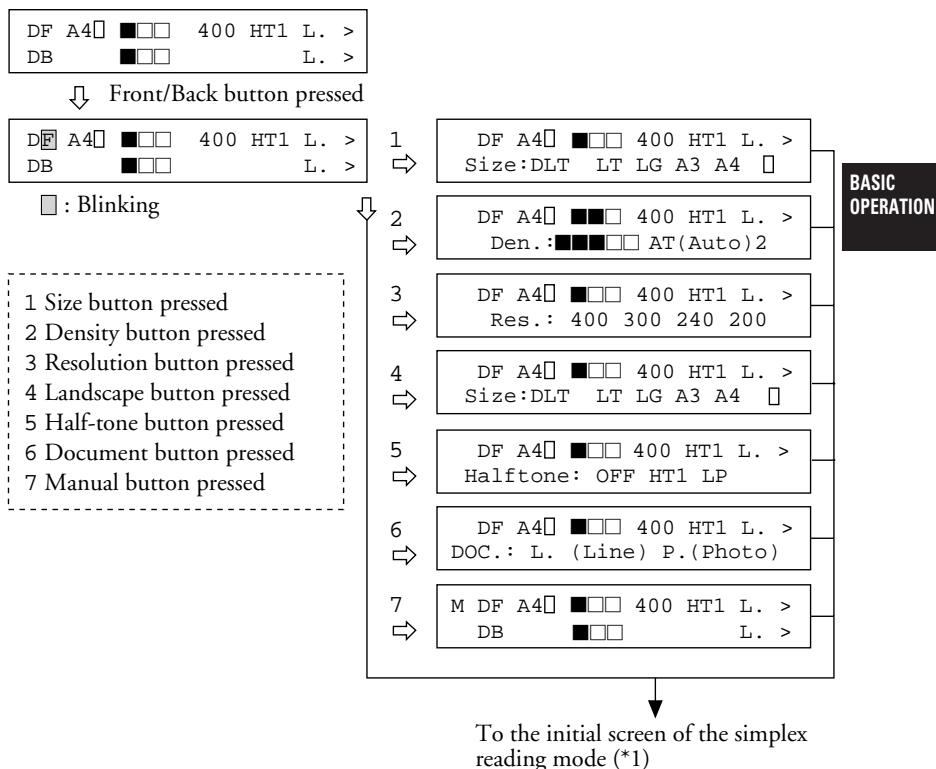 DF A4▯ ■□□ 400 HT1 L. >
DB ■□□ L. >
Front/Back button pressed
DF A4▯ ■□□ 400 HT1 L. >
DB ■□□ L. >
: Blinking
1 Size button pressed
2 Density button pressed
3 Resolution button pressed
4 Landscape button pressed
5 Half-tone button pressed
6 Document button pressed
7 Manual button pressed
1
DF A4▯ ■□□ 400 HT1 L. >
Size:DLT LT LG A3 A4 ▯
2
DF A4▯ ■■□ 400 HT1 L. >
Den.:■■■□□ AT(Auto)2
3
DF A4▯ ■□□ 400 HT1 L. >
Res.: 400 300 240 200
4
DF A4▯ ■□□ 400 HT1 L. >
Size:DLT LT LG A3 A4 ▯
5
DF A4▯ ■□□ 400 HT1 L. >
Halftone: OFF HT1 LP
6
DF A4▯ ■□□ 400 HT1 L. >
DOC.: L. (Line) P.(Photo)
7
M DF A4▯ ■□□ 400 HT1 L. >
DB ■□□ L. >
To the initial screen of the simplex
reading mode (*1)
BASIC
OPERATION